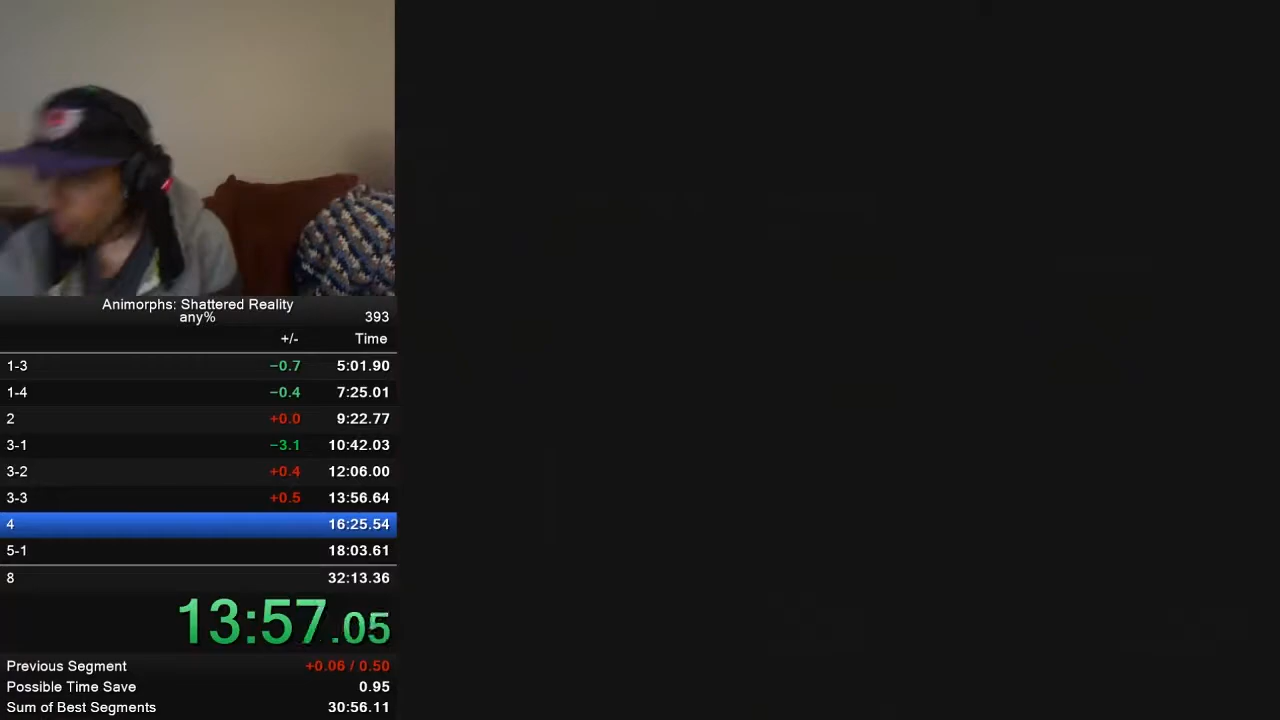 Animorphs: Shattered Reality
any% 393
+/- Time
1-3 −0.7 5:01.90
1-4 −0.4 7:25.01
2 +0.0 9:22.77
3-1 −3.1 10:42.03
3-2 +0.4 12:06.00
3-3 +0.5 13:56.64
4 16:25.54
5-1 18:03.61
8 32:13.36
13:57.05
Previous Segment +0.06 / 0.50
Possible Time Save 0.95
Sum of Best Segments 30:56.11